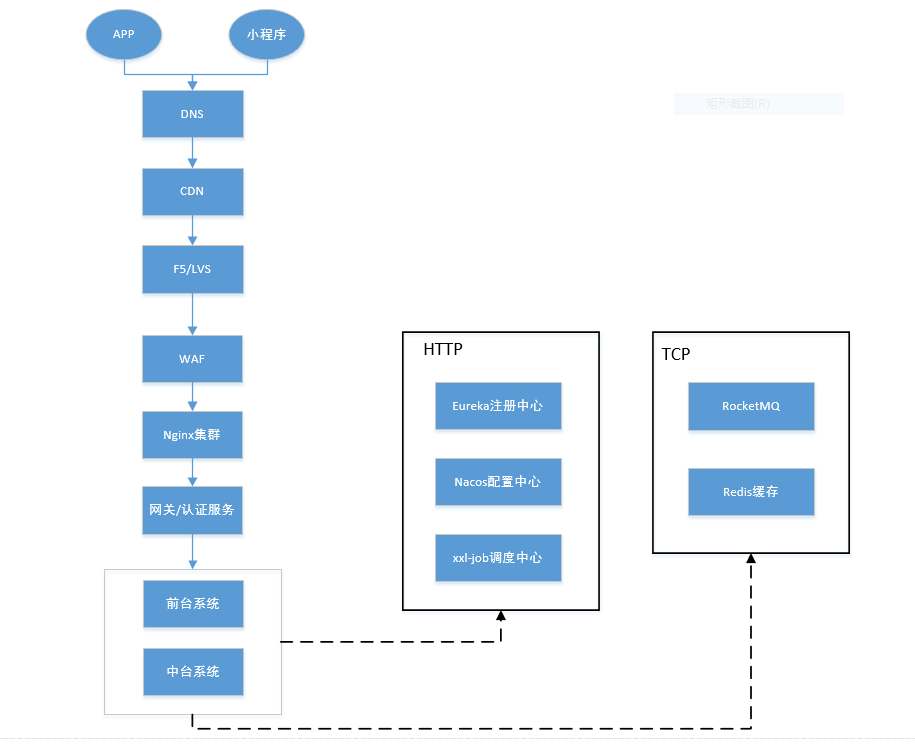 APP
小程序
DNS
矩形截图(R)
CDN
F5/LVS
WAF
Nginx集群
网关/认证服务
前台系统
中台系统
HTTP
Eureka注册中心
Nacos配置中心
xxl-job调度中心
TCP
RocketMQ
Redis缓存